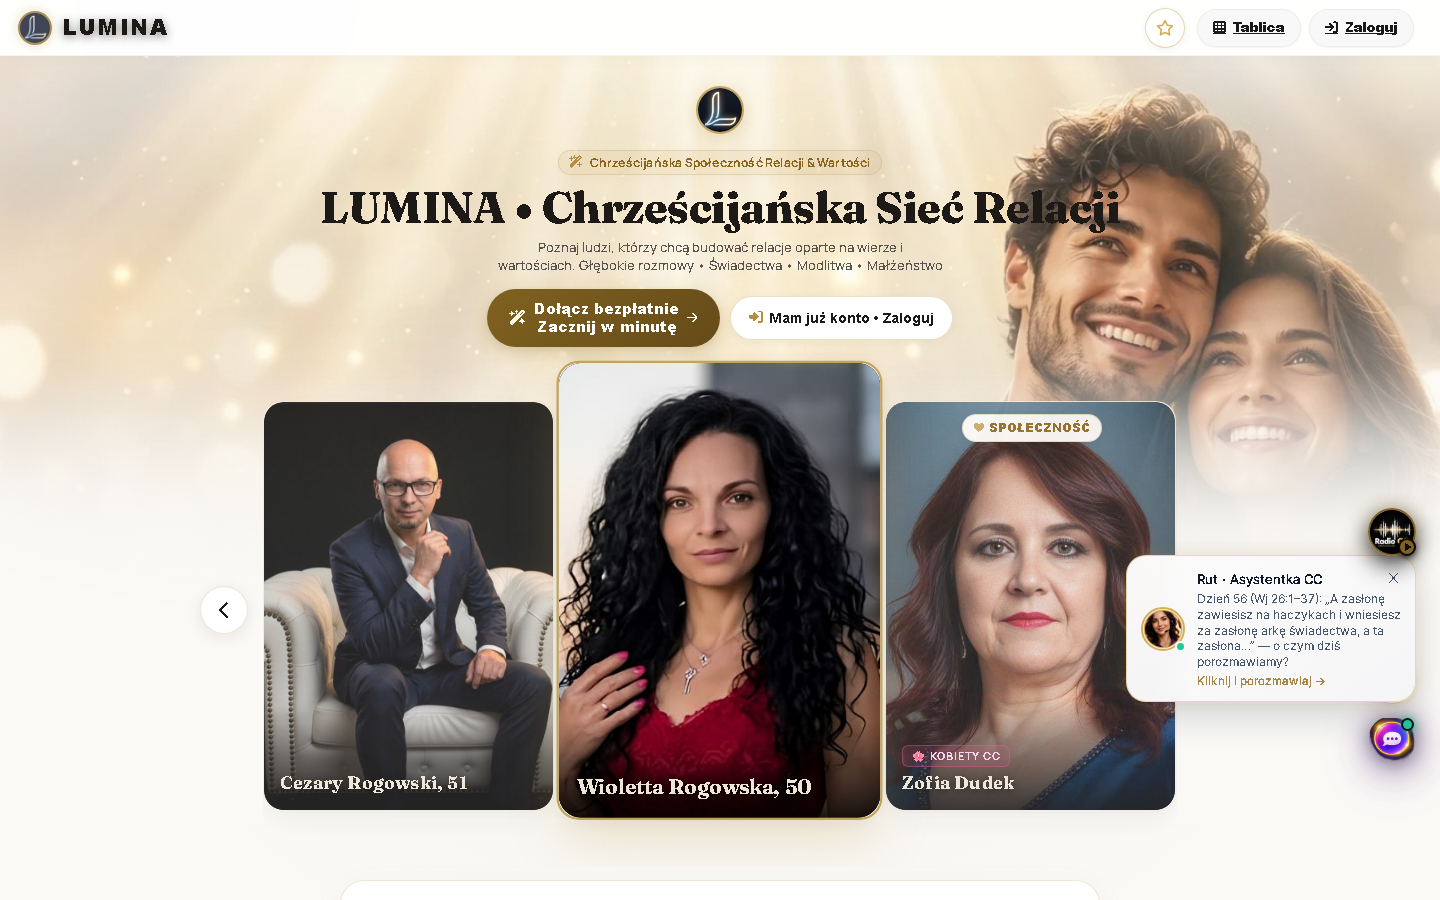 LUMINA
Tablica
Zaloguj
Chrześcijańska Społeczność Relacji & Wartości
LUMINA • Chrześcijańska Sieć Relacji
Poznaj ludzi, którzy chcą budować relacje oparte na wierze i
wartościach. Głębokie rozmowy • Świadectwa • Modlitwa • Małżeństwo
Dołącz bezpłatnie
Zacznij w minutę →
Mam już konto • Zaloguj
Cezary Rogowski, 51
Wioletta Rogowska, 50
SPOŁECZNOŚĆ
KOBIETY CC
Zofia Dudek
Radio
Rut · Asystentka CC
Dzień 56 (Wj 26:1–37): „A zasłonę
zawiesisz na haczykach i wniesiesz
za zasłonę arkę świadectwa, a ta
zasłona…” — o czym dziś
porozmawiamy?
Kliknij i porozmawiaj →